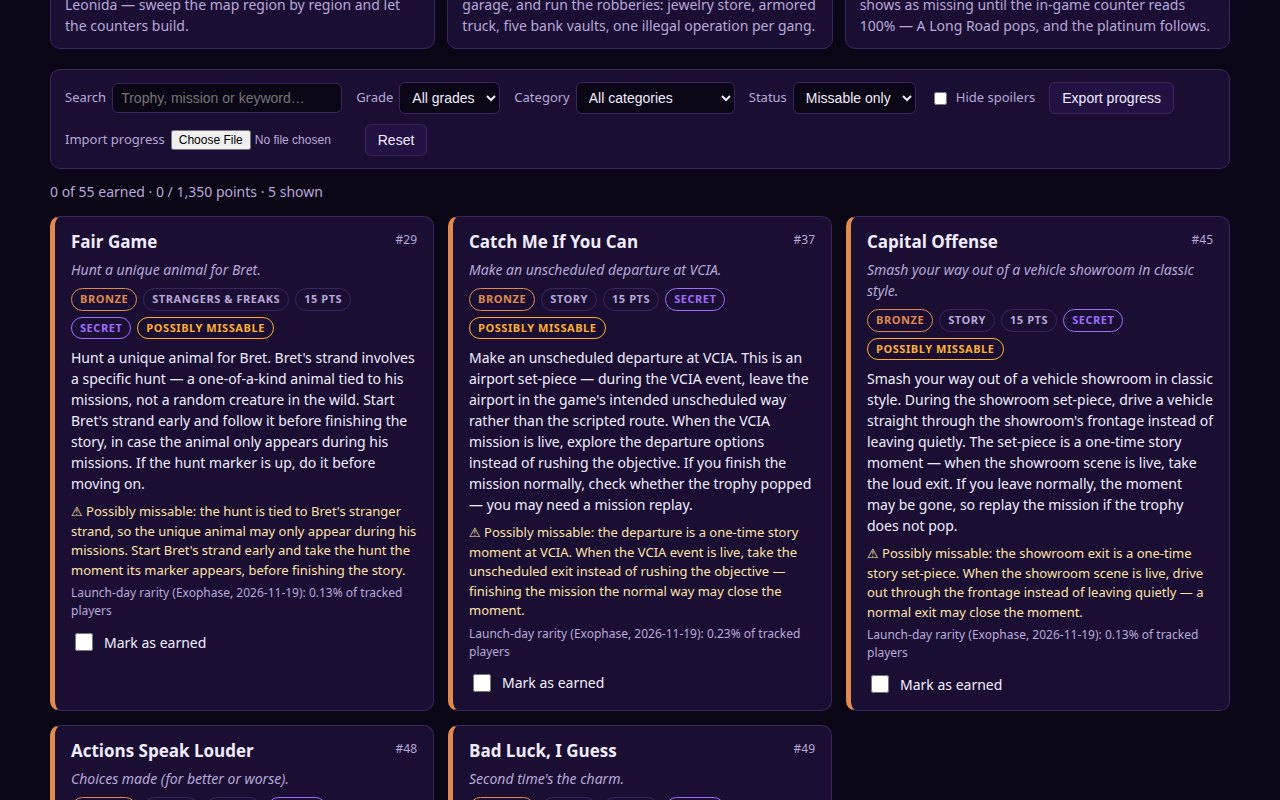 Leonida — sweep the map region by region and let
the counters build.
garage, and run the robberies: jewelry store, armored
truck, five bank vaults, one illegal operation per gang.
shows as missing until the in-game counter reads
100% — A Long Road pops, and the platinum follows.
Search Trophy, mission or keyword… Grade All grades Category All categories Status Missable only Hide spoilers Export progress
Import progress Choose File No file chosen Reset
0 of 55 earned · 0 / 1,350 points · 5 shown
Fair Game #29
Hunt a unique animal for Bret.
BRONZE STRANGERS & FREAKS 15 PTS
SECRET POSSIBLY MISSABLE
Hunt a unique animal for Bret. Bret's strand involves
a specific hunt — a one-of-a-kind animal tied to his
missions, not a random creature in the wild. Start
Bret's strand early and follow it before finishing the
story, in case the animal only appears during his
missions. If the hunt marker is up, do it before
moving on.
⚠ Possibly missable: the hunt is tied to Bret's stranger
strand, so the unique animal may only appear during his
missions. Start Bret's strand early and take the hunt the
moment its marker appears, before finishing the story.
Launch-day rarity (Exophase, 2026-11-19): 0.13% of tracked
players
Mark as earned
Catch Me If You Can #37
Make an unscheduled departure at VCIA.
BRONZE STORY 15 PTS SECRET
POSSIBLY MISSABLE
Make an unscheduled departure at VCIA. This is an
airport set-piece — during the VCIA event, leave the
airport in the game's intended unscheduled way
rather than the scripted route. When the VCIA
mission is live, explore the departure options
instead of rushing the objective. If you finish the
mission normally, check whether the trophy popped
— you may need a mission replay.
⚠ Possibly missable: the departure is a one-time story
moment at VCIA. When the VCIA event is live, take the
unscheduled exit instead of rushing the objective —
finishing the mission the normal way may close the
moment.
Launch-day rarity (Exophase, 2026-11-19): 0.23% of tracked
players
Mark as earned
Capital Offense #45
Smash your way out of a vehicle showroom in classic
style.
BRONZE STORY 15 PTS SECRET
POSSIBLY MISSABLE
Smash your way out of a vehicle showroom in classic
style. During the showroom set-piece, drive a vehicle
straight through the showroom's frontage instead of
leaving quietly. The set-piece is a one-time story
moment — when the showroom scene is live, take
the loud exit. If you leave normally, the moment
may be gone, so replay the mission if the trophy
does not pop.
⚠ Possibly missable: the showroom exit is a one-time
story set-piece. When the showroom scene is live, drive
out through the frontage instead of leaving quietly — a
normal exit may close the moment.
Launch-day rarity (Exophase, 2026-11-19): 0.13% of tracked
players
Mark as earned
Actions Speak Louder #48
Choices made (for better or worse).
Bad Luck, I Guess #49
Second time's the charm.